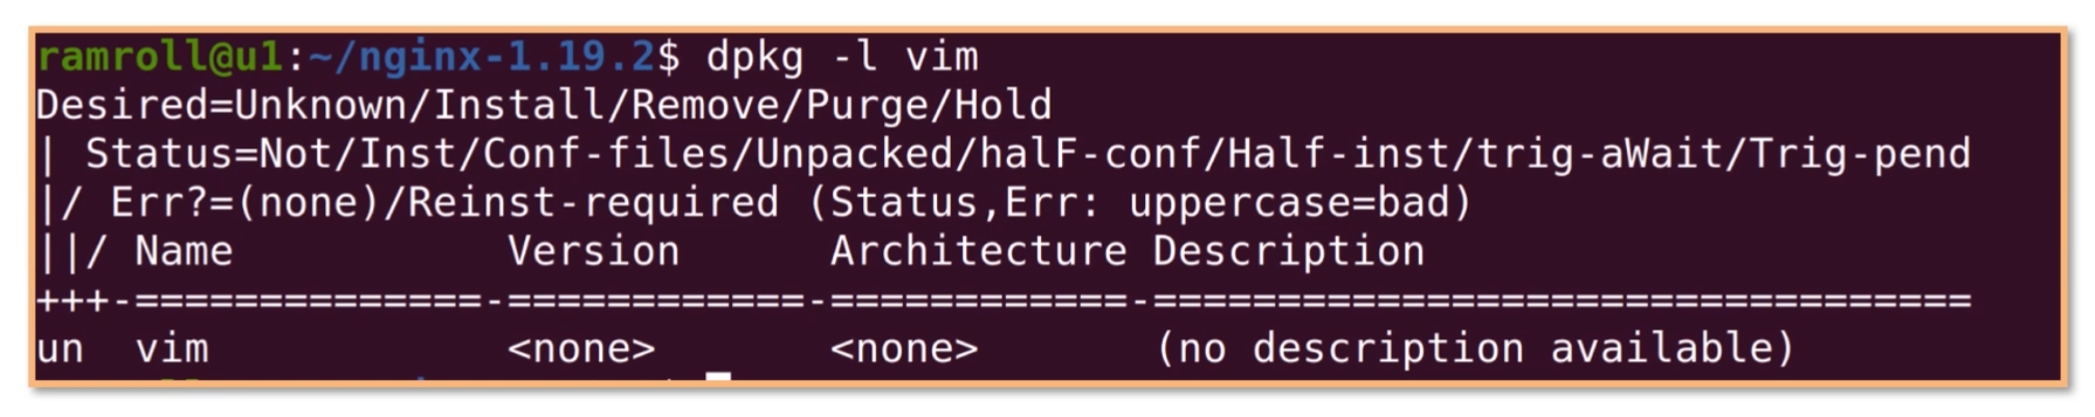 ramroll@u1:~/nginx-1.19.2$ dpkg -l vim
Desired=Unknown/Install/Remove/Purge/Hold
| Status=Not/Inst/Conf-files/Unpacked/halF-conf/Half-inst/trig-aWait/Trig-pend
|/ Err?=(none)/Reinst-required (Status,Err: uppercase=bad)
||/ Name           Version      Architecture Description
+++-==============-============-============-=================================
un  vim            <none>       <none>       (no description available)